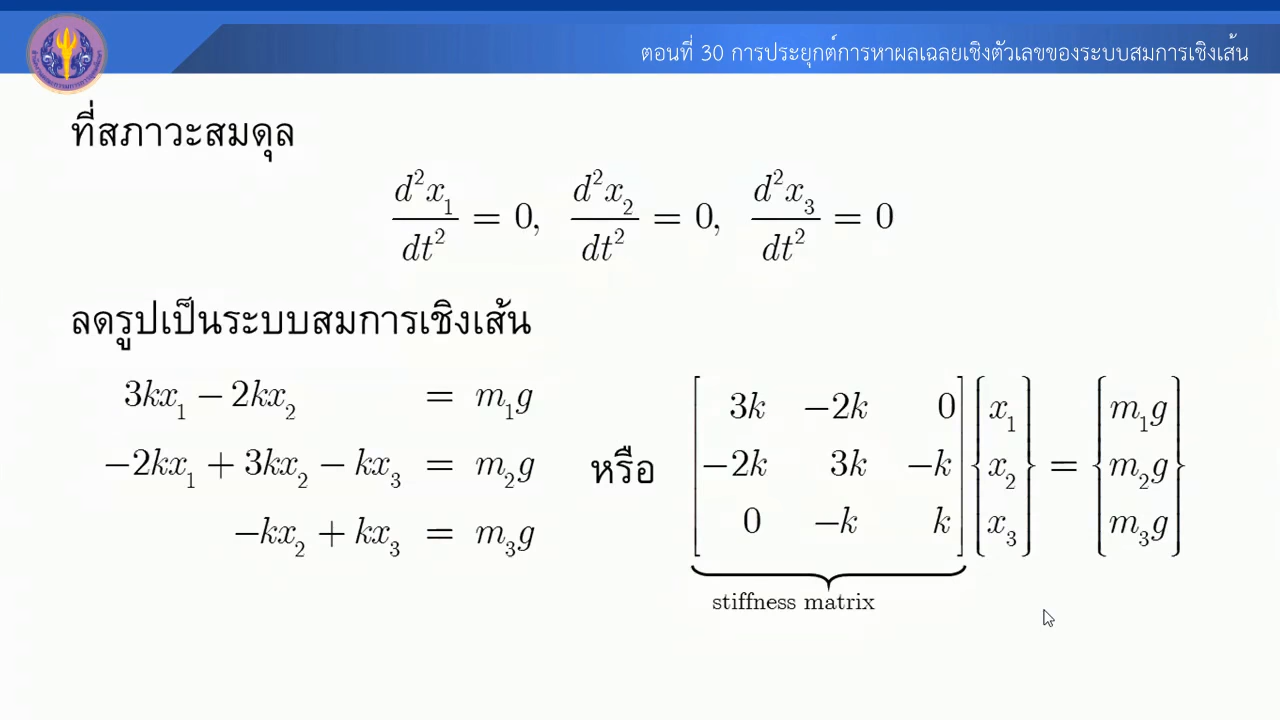 ตอนที่ 30 การประยุกต์การหาผลเฉลยเชิงตัวเลขของระบบสมการเชิงเส้น
ที่สภาวะสมดุล
d²x₁/dt² = 0, d²x₂/dt² = 0, d²x₃/dt² = 0
ลดรูปเป็นระบบสมการเชิงเส้น
3kx₁ − 2kx₂ = m₁g
−2kx₁ + 3kx₂ − kx₃ = m₂g
−kx₂ + kx₃ = m₃g
หรือ
[3k −2k 0] {x₁} {m₁g}
[−2k 3k −k] {x₂} = {m₂g}
[0 −k k] {x₃} {m₃g}
stiffness matrix